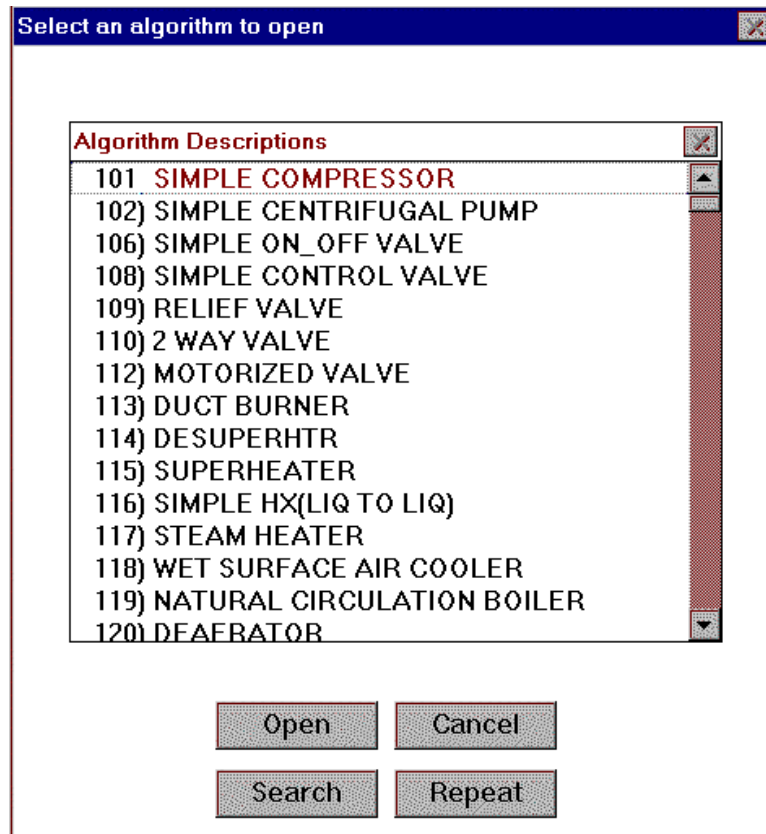 Select an algorithm to open
Algorithm Descriptions
101 SIMPLE COMPRESSOR
102) SIMPLE CENTRIFUGAL PUMP
106) SIMPLE ON_OFF VALVE
108) SIMPLE CONTROL VALVE
109) RELIEF VALVE
110) 2 WAY VALVE
112) MOTORIZED VALVE
113) DUCT BURNER
114) DESUPERHTR
115) SUPERHEATER
116) SIMPLE HX(LIQ TO LIQ)
117) STEAM HEATER
118) WET SURFACE AIR COOLER
119) NATURAL CIRCULATION BOILER
120) DEAERATOR
Open Cancel
Search Repeat